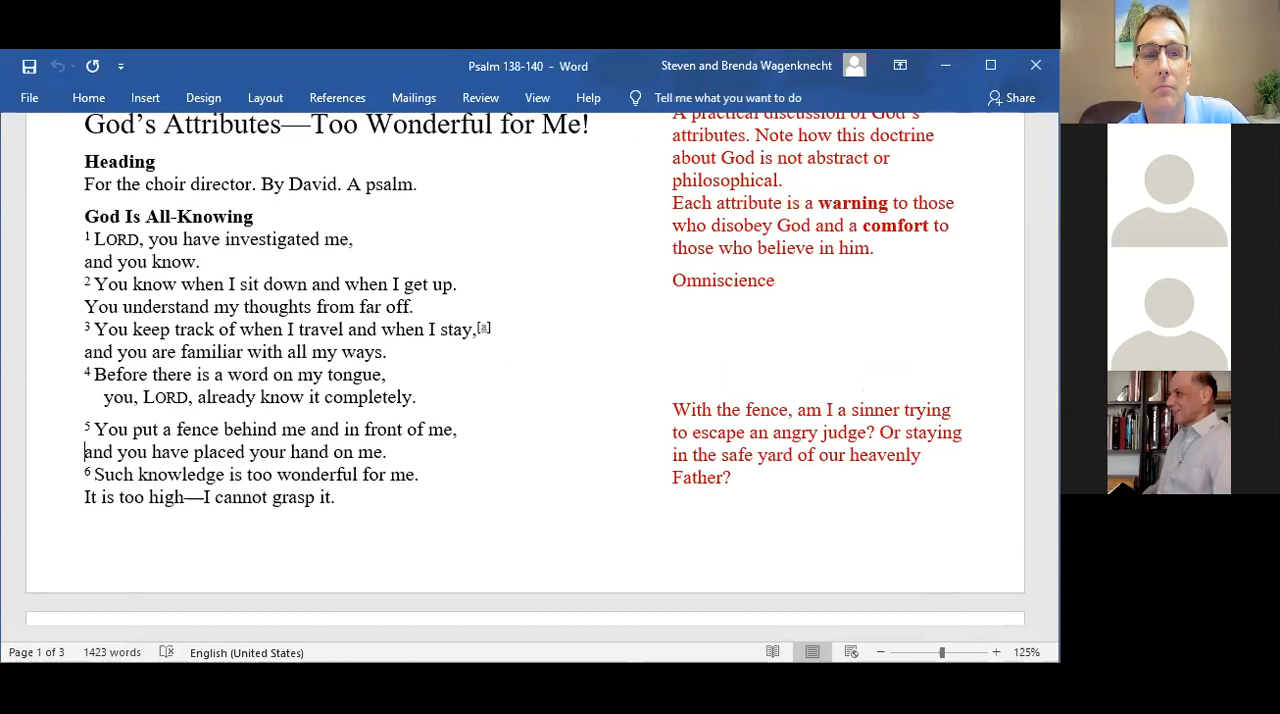 Psalm 138-140 - Word
Steven and Brenda Wagenknecht
File Home Insert Design Layout References Mailings Review View Help Tell me what you want to do Share
God's Attributes—Too Wonderful for Me!
Heading
For the choir director. By David. A psalm.
God Is All-Knowing
1 LORD, you have investigated me,
and you know.
2 You know when I sit down and when I get up.
You understand my thoughts from far off.
3 You keep track of when I travel and when I stay,[a]
and you are familiar with all my ways.
4 Before there is a word on my tongue,
you, LORD, already know it completely.
5 You put a fence behind me and in front of me,
and you have placed your hand on me.
6 Such knowledge is too wonderful for me.
It is too high—I cannot grasp it.
A practical discussion of God's
attributes. Note how this doctrine
about God is not abstract or
philosophical.
Each attribute is a warning to those
who disobey God and a comfort to
those who believe in him.
Omniscience
With the fence, am I a sinner trying
to escape an angry judge? Or staying
in the safe yard of our heavenly
Father?
Page 1 of 3 1423 words English (United States) 125%